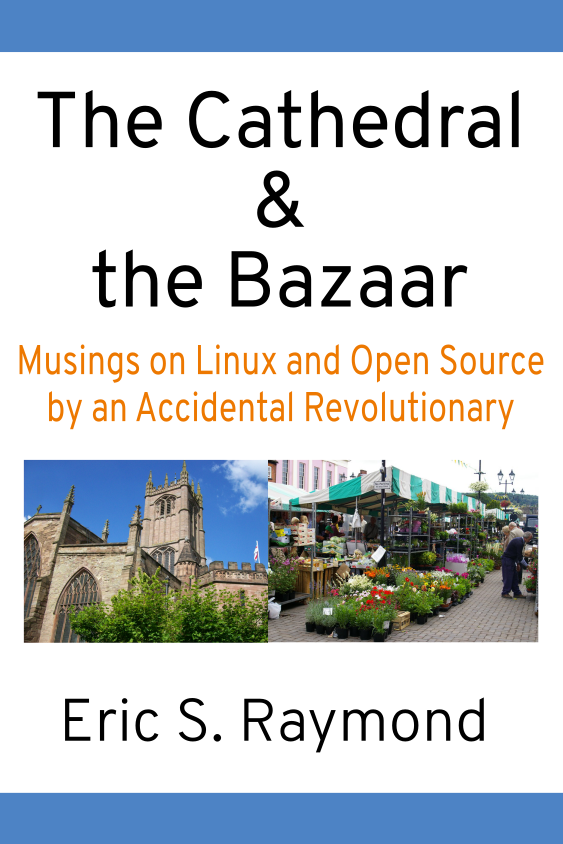 The Cathedral
&
the Bazaar
Musings on Linux and Open Source
by an Accidental Revolutionary
Eric S. Raymond